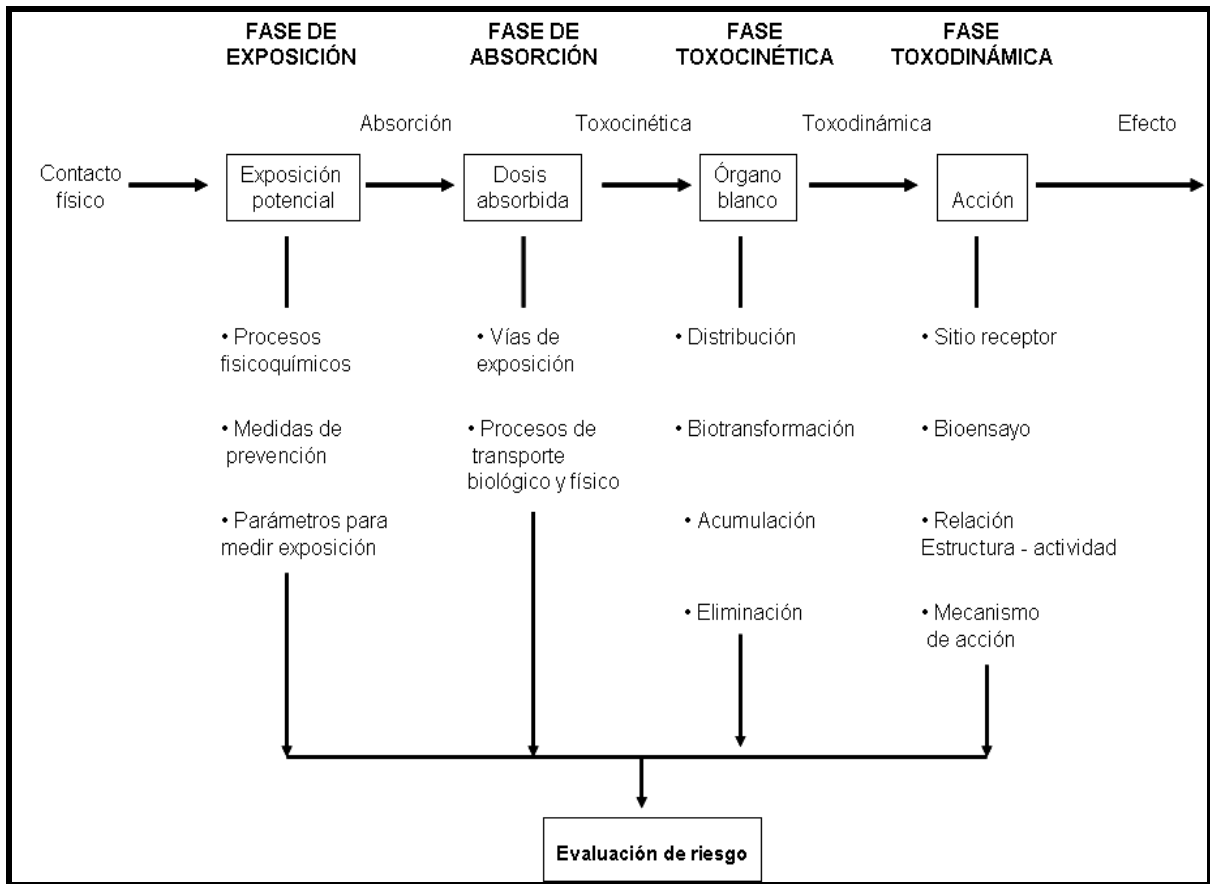 FASE DE
EXPOSICIÓN
FASE DE
ABSORCIÓN
FASE
TOXOCINÉTICA
FASE
TOXODINÁMICA
Absorción
Toxocinética
Toxodinámica
Efecto
Contacto
físico
Exposición
potencial
Dosis
absorbida
Órgano
blanco
Acción
• Procesos
fisicoquímicos
• Medidas de
prevención
• Parámetros para
medir exposición
• Vías de
exposición
• Procesos de
transporte
biológico y físico
• Distribución
• Biotransformación
• Acumulación
• Eliminación
• Sitio receptor
• Bioensayo
• Relación
Estructura - actividad
• Mecanismo
de acción
Evaluación de riesgo